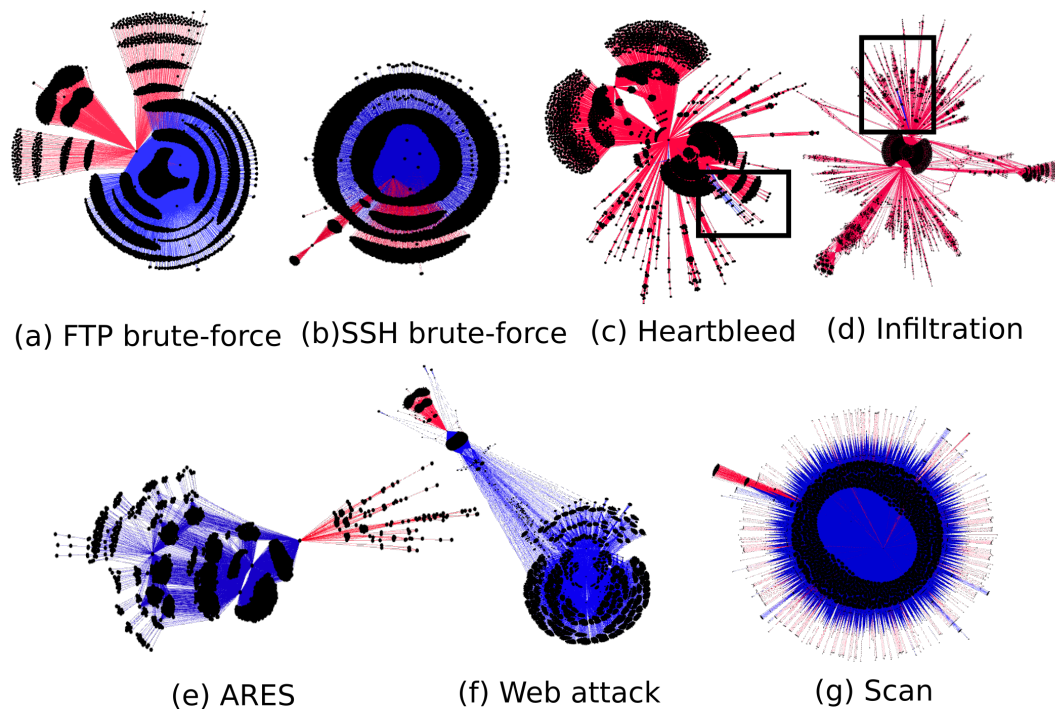 (a) FTP brute-force
(b)SSH brute-force
(c) Heartbleed
(d) Infiltration
(e) ARES
(f) Web attack
(g) Scan